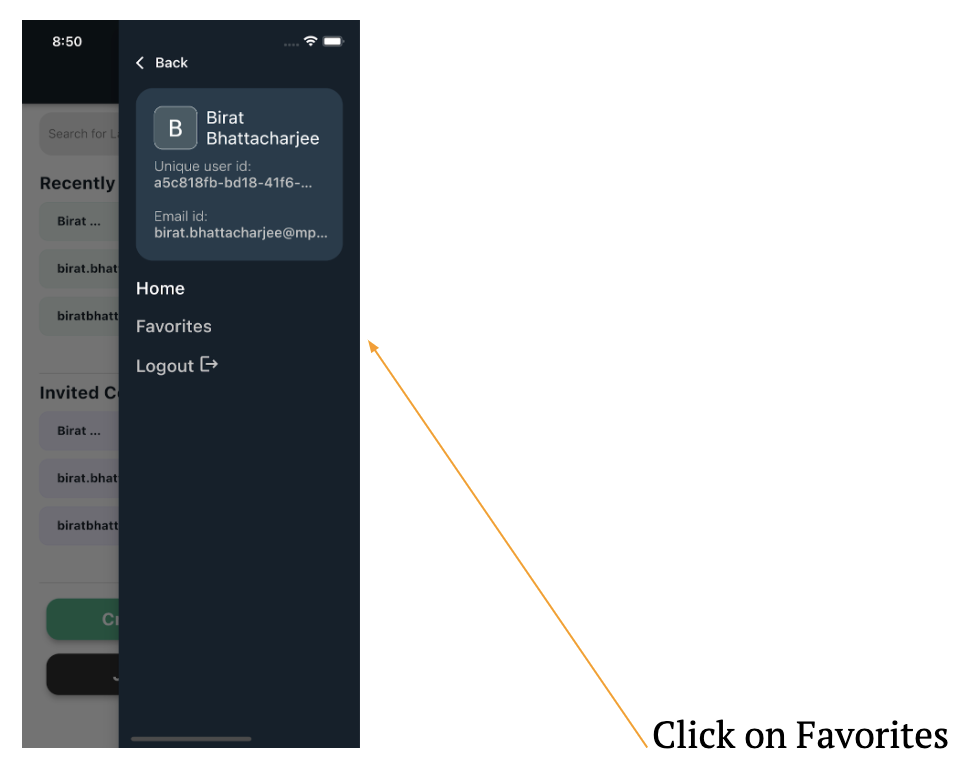 8:50
Back
B
Birat
Bhattacharjee
Unique user id:
a5c818fb-bd18-41f6-...
Email id:
birat.bhattacharjee@mp...
Home
Favorites
Logout
Search for L
Recently
Birat ...
birat.bhat
biratbhatt
Invited C
Birat ...
birat.bhat
biratbhatt
Cr
Click on Favorites